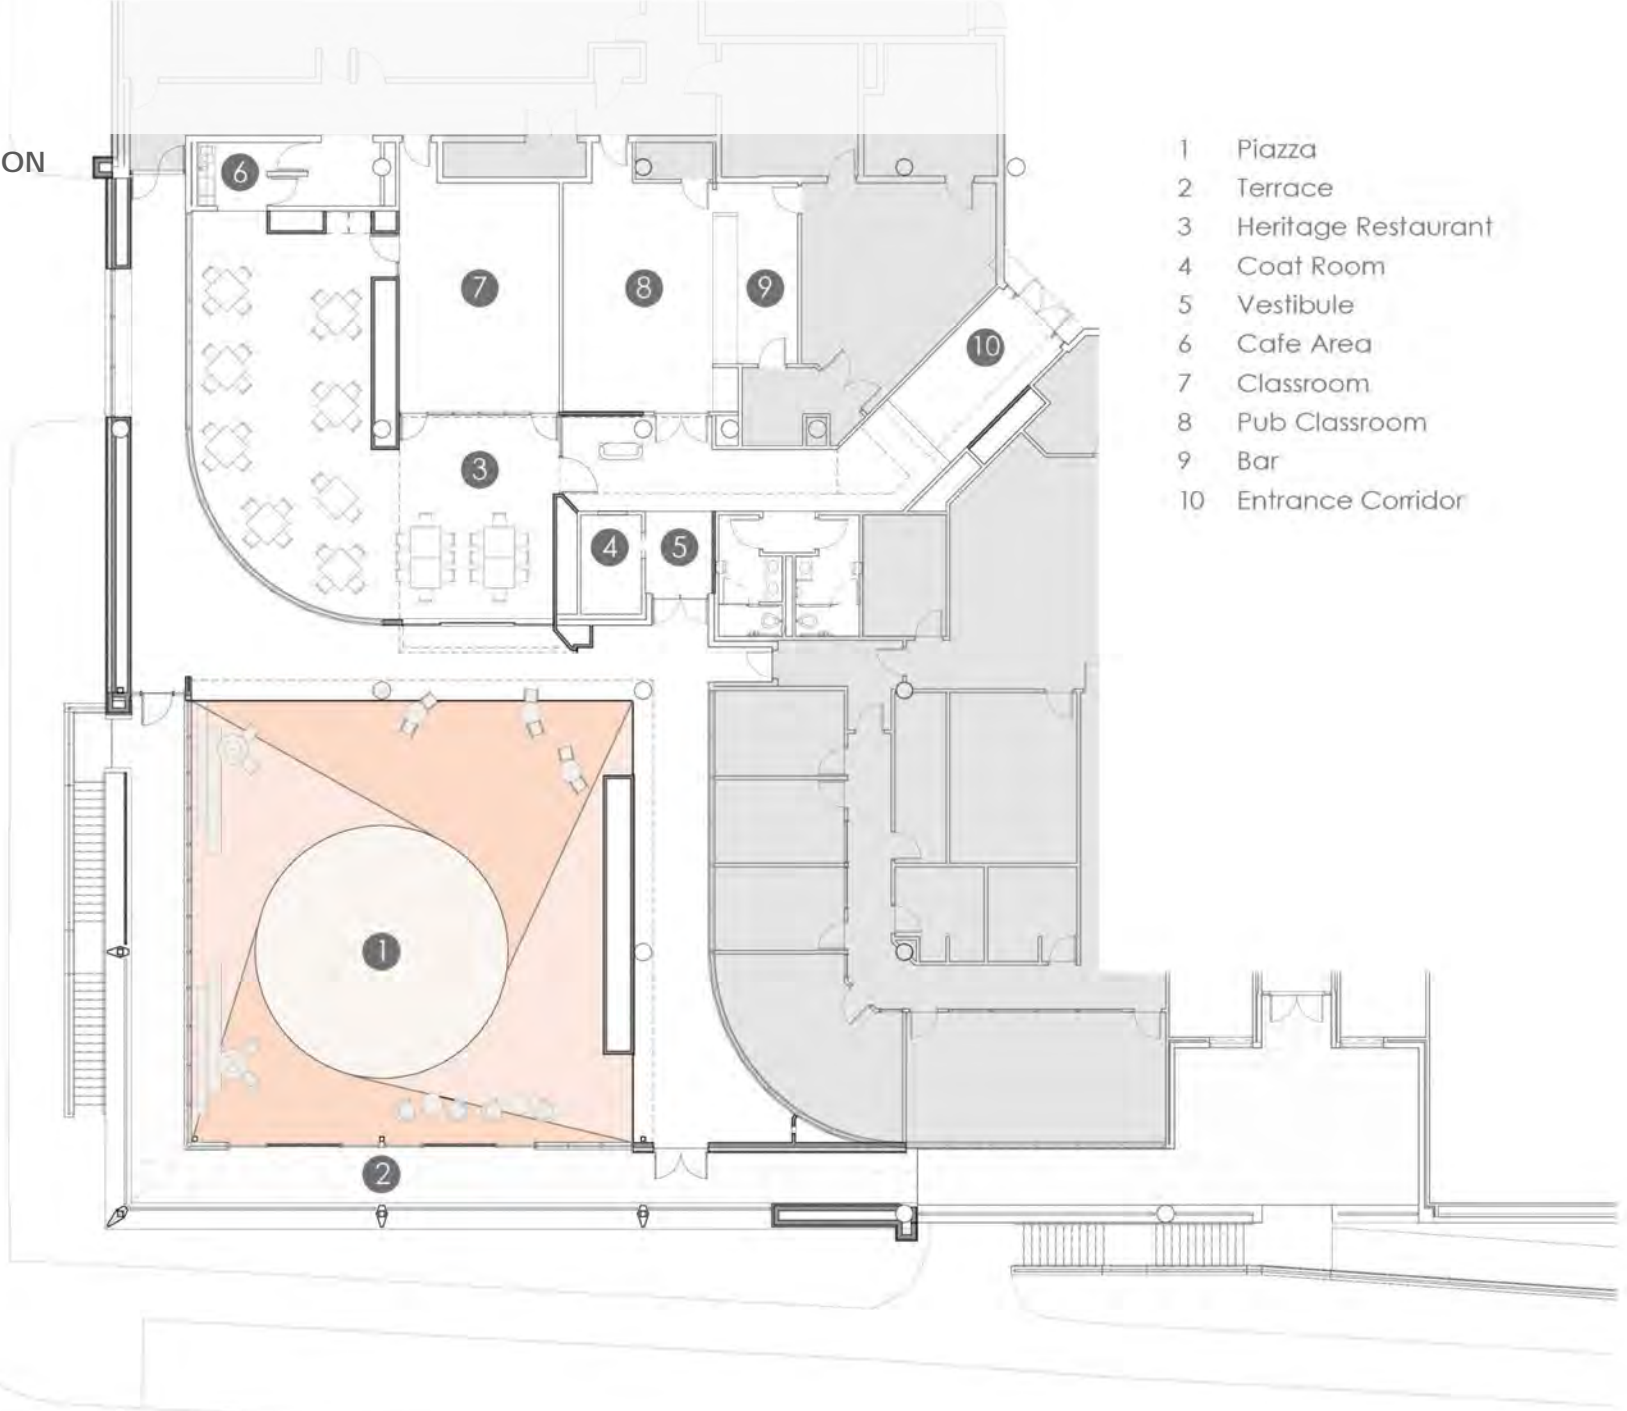 ON
1 Piazza
2 Terrace
3 Heritage Restaurant
4 Coat Room
5 Vestibule
6 Cafe Area
7 Classroom
8 Pub Classroom
9 Bar
10 Entrance Corridor
6
7
8
9
10
3
4
5
1
2